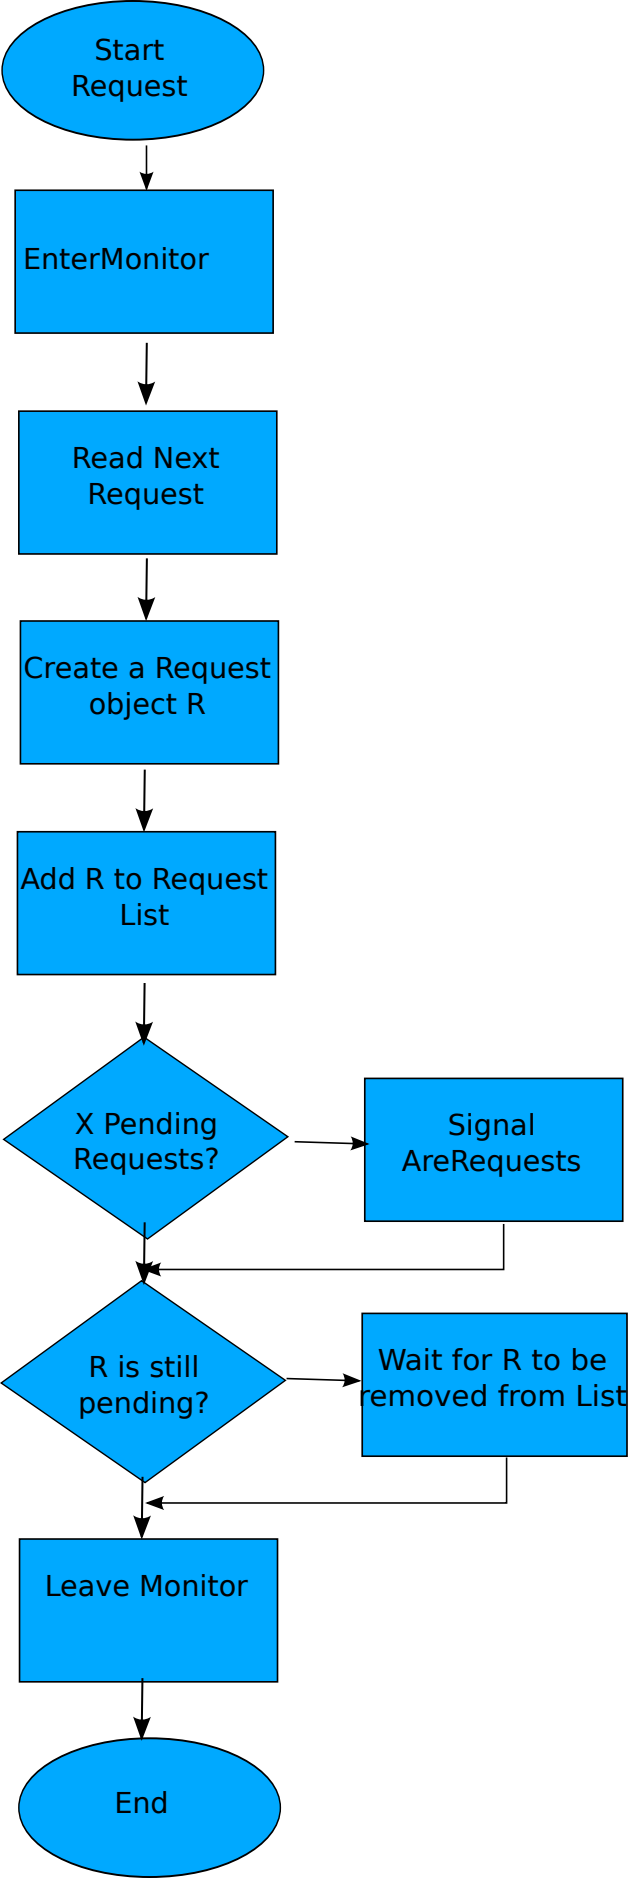 Start
Request
EnterMonitor
Read Next
Request
Create a Request
object R
Add R to Request
List
X Pending
Requests?
Signal
AreRequests
R is still
pending?
Wait for R to be
removed from List
Leave Monitor
End